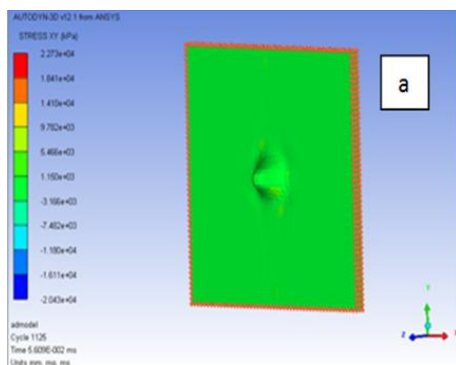 AUTODYN-3D v12.1 from ANSYS
STRESS XY (kPa)
2.273e+04
1.841e+04
1.410e+04
9.782e+03
5.466e+03
1.150e+03
-3.166e+03
-7.482e+03
-1.180e+04
-1.611e+04
-2.043e+04
a
admodel
Cycle 1125
Time 5.609E-002 ms
Units mm, mg, ms
Y
Z